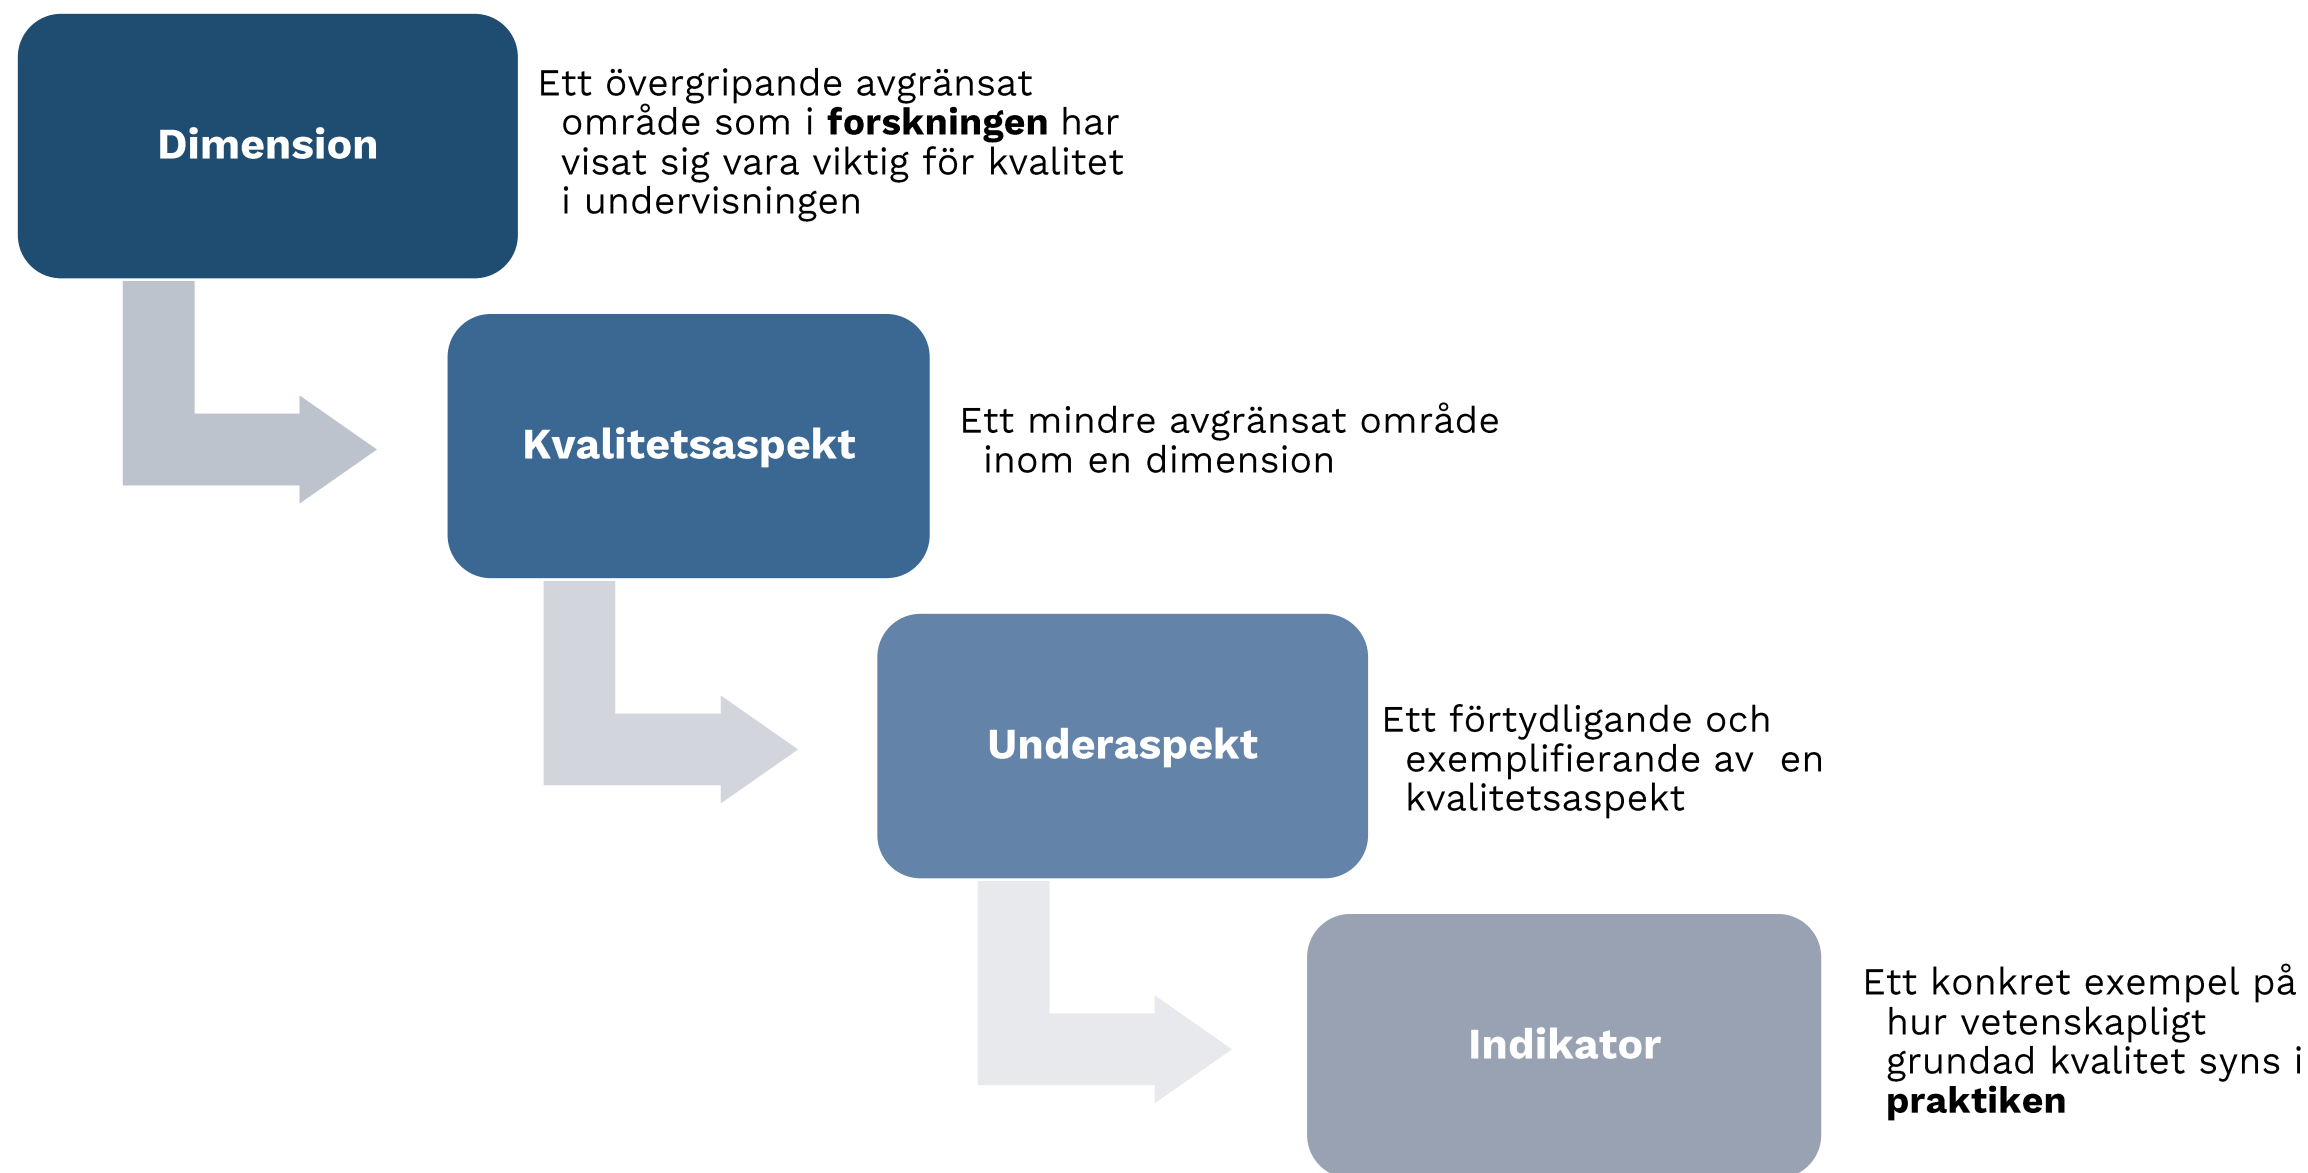 Dimension
Ett övergripande avgränsat
område som i forskningen har
visat sig vara viktig för kvalitet
i undervisningen
Kvalitetsaspekt
Ett mindre avgränsat område
inom en dimension
Underaspekt
Ett förtydligande och
exemplifierande av  en
kvalitetsaspekt
Indikator
Ett konkret exempel på
hur vetenskapligt
grundad kvalitet syns i
praktiken